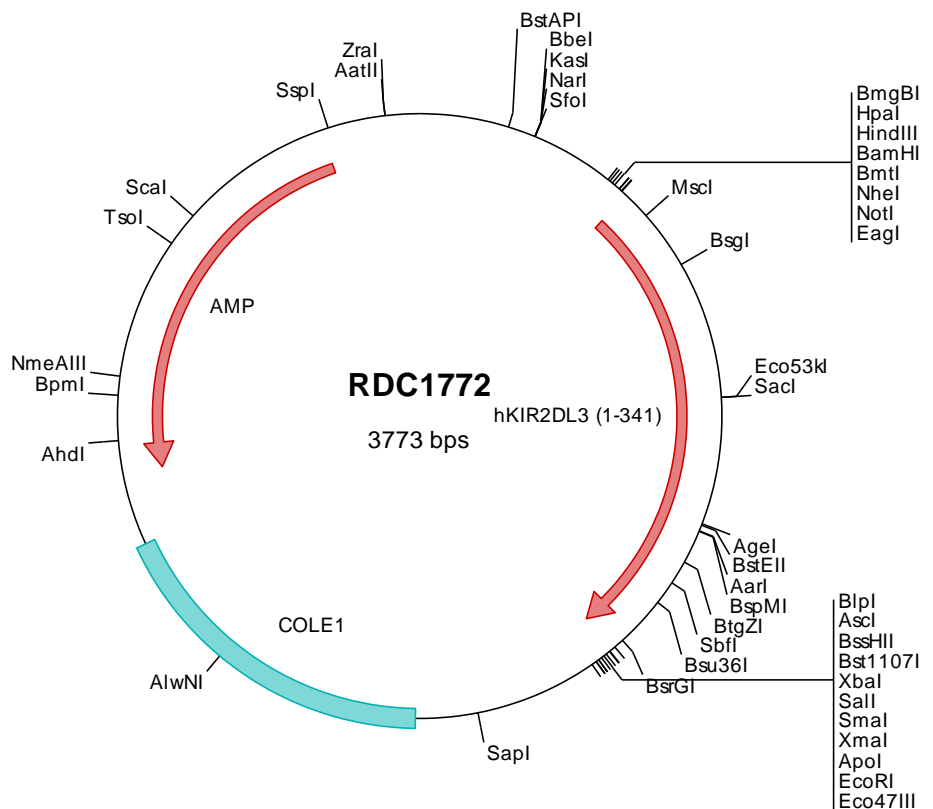 BstAPI
BbeI
KasI
NarI
SfoI
ZraI
AatII
SspI
ScaI
TsoI
BmgBI
HpaI
HindIII
BamHI
BmtI
NheI
NotI
EagI
MscI
BsgI
AMP
NmeAIII
BpmI
AhdI
RDC1772
3773 bps
hKIR2DL3 (1-341)
Eco53kI
SacI
AgeI
BstEII
AarI
BspMI
BtgZI
SbfI
Bsu36I
BsrGI
BlpI
AscI
BssHII
Bst1107I
XbaI
SalI
SmaI
XmaI
ApoI
EcoRI
Eco47III
COLE1
AlwNI
SapI